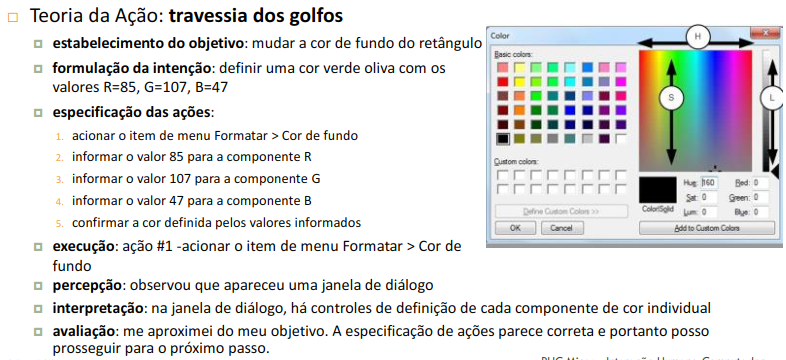 Teoria da Ação: travessia dos golfos
estabelecimento do objetivo: mudar a cor de fundo do retângulo
formulação da intenção: definir uma cor verde oliva com os
valores R=85, G=107, B=47
especificação das ações:
1. acionar o item de menu Formatar > Cor de fundo
2. informar o valor 85 para a componente R
3. informar o valor 107 para a componente G
4. informar o valor 47 para a componente B
5. confirmar a cor definida pelos valores informados
execução: ação #1 -acionar o item de menu Formatar > Cor de
fundo
percepção: observou que apareceu uma janela de diálogo
interpretação: na janela de diálogo, há controles de definição de cada componente de cor individual
avaliação: me aproximei do meu objetivo. A especificação de ações parece correta e portanto posso
prosseguir para o próximo passo.
Color
Basic colors:
Custom colors:
Define Custom Colors >>
OK Cancel
H
S
L
Color|Solid
Hue: 160 Red: 0
Sat: 0 Green: 0
Lum: 0 Blue: 0
Add to Custom Colors